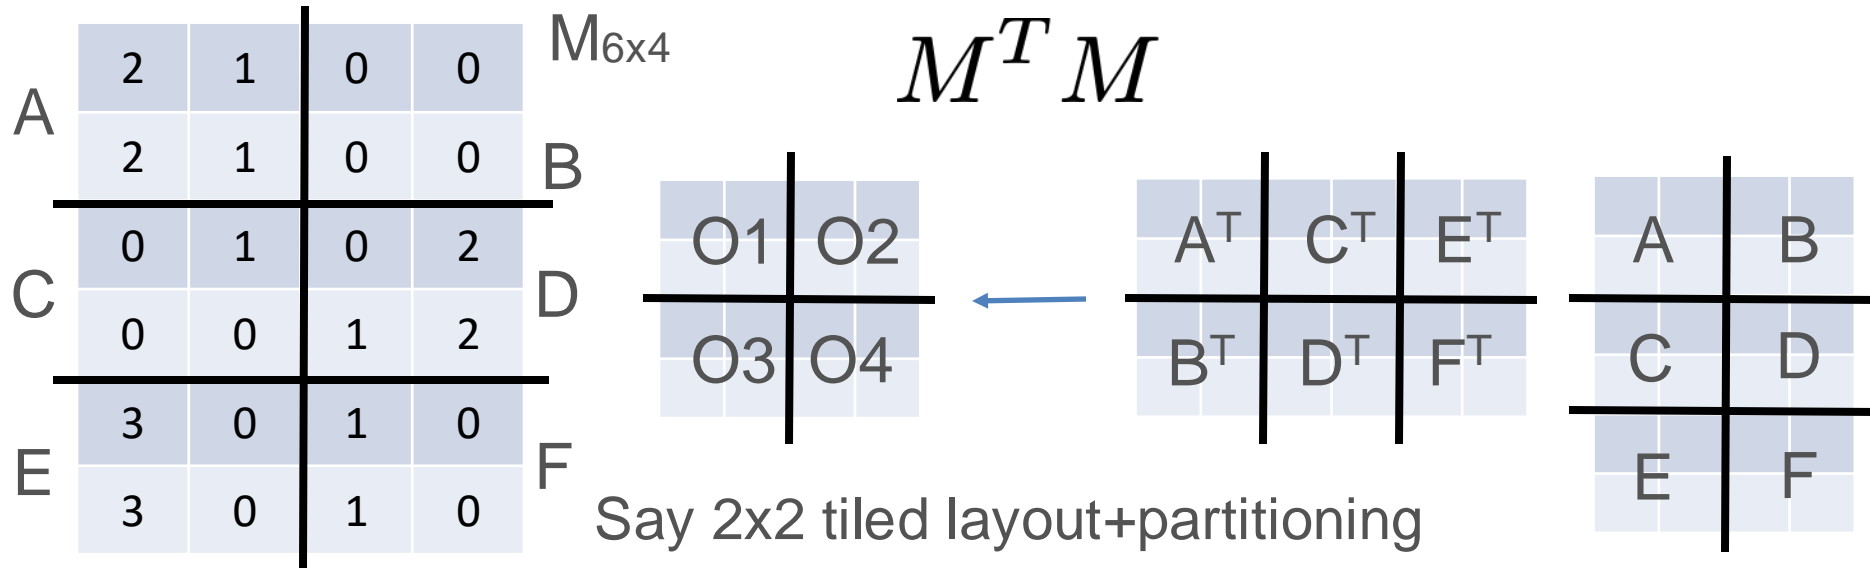 M6x4
M^T M
A
2 1 0 0
2 1 0 0
B
C
0 1 0 2
0 0 1 2
D
E
3 0 1 0
3 0 1 0
F
O1 O2
O3 O4
A^T C^T E^T
B^T D^T F^T
A B
C D
E F
Say 2x2 tiled layout+partitioning